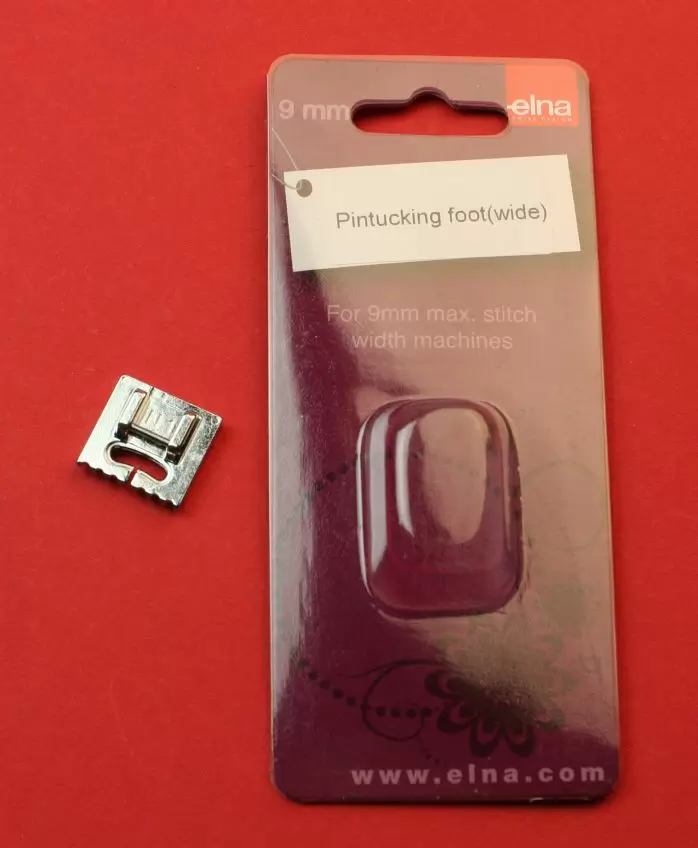 9 mm
elna
Pintucking foot(wide)
For 9mm max. stitch
width machines
www.elna.com